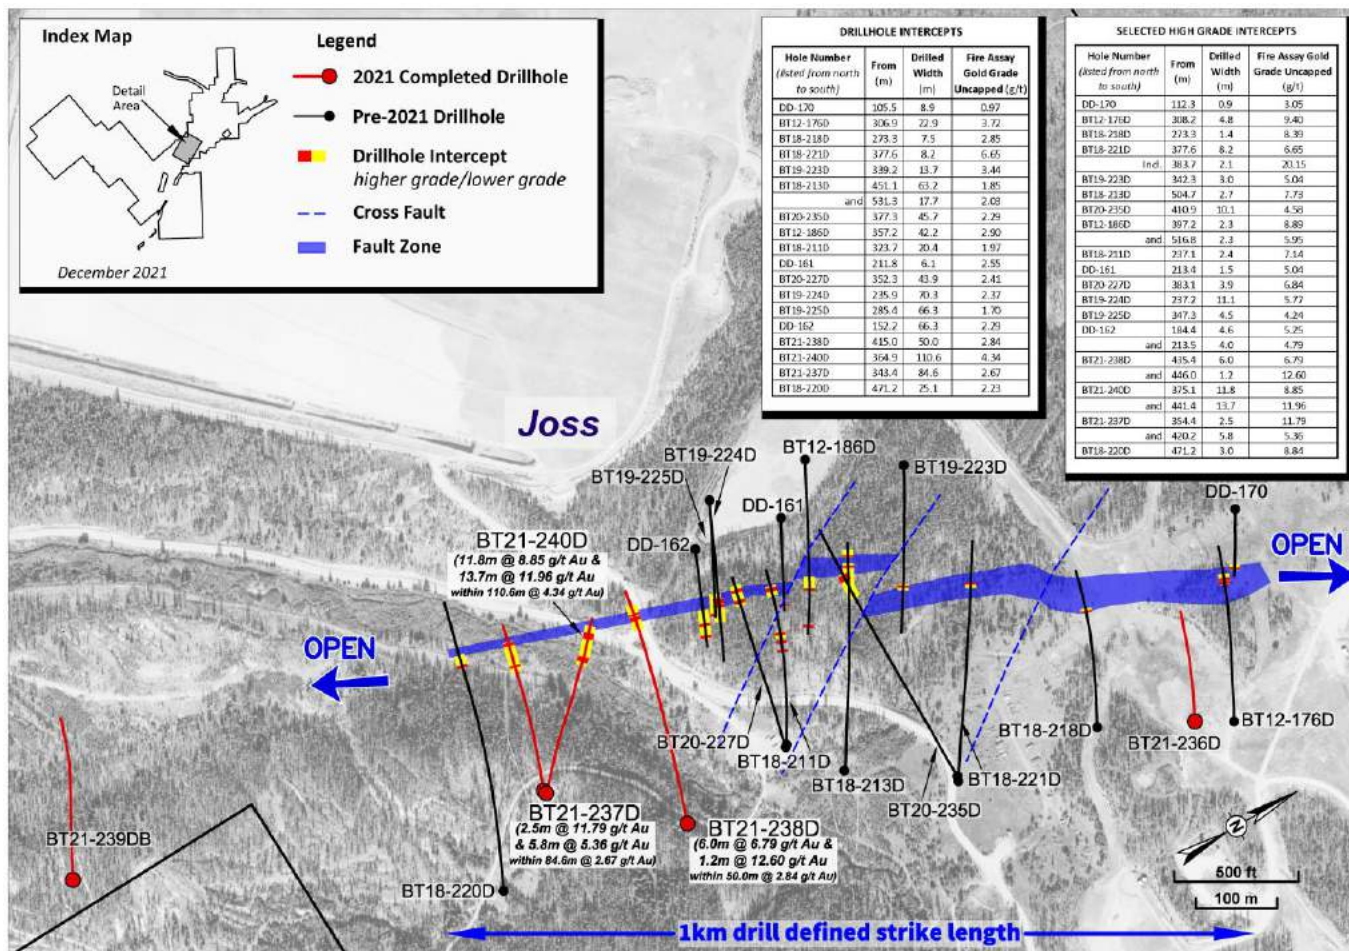 Index Map
Detail
Area
December 2021
Legend
2021 Completed Drillhole
Pre-2021 Drillhole
Drillhole Intercept
higher grade/lower grade
Cross Fault
Fault Zone
DRILLHOLE INTERCEPTS
Hole Number (listed from north to south) From (m) Drilled Width (m) Fire Assay Gold Grade Uncapped (g/t)
DD-170 105.5 8.9 0.97
BT12-176D 306.9 22.9 3.72
BT18-218D 273.3 7.5 2.85
BT18-221D 377.6 8.2 6.65
BT19-223D 339.2 13.7 3.44
BT18-213D 451.1 63.2 1.85
and 531.3 17.7 2.03
BT20-235D 377.3 45.7 2.29
BT12-186D 357.2 42.2 2.90
BT18-211D 323.7 20.4 1.97
DD-161 211.8 6.1 2.55
BT20-227D 352.3 43.9 2.41
BT19-224D 235.9 70.3 2.37
BT19-225D 285.4 66.3 1.70
DD-162 152.2 66.3 2.29
BT21-238D 415.0 50.0 2.84
BT21-240D 364.9 110.6 4.34
BT21-237D 343.4 84.6 2.67
BT18-220D 471.2 25.1 2.23
SELECTED HIGH GRADE INTERCEPTS
Hole Number (listed from north to south) From (m) Drilled Width (m) Fire Assay Gold Grade Uncapped (g/t)
DD-170 112.3 0.9 3.05
BT12-176D 308.2 4.8 9.40
BT18-218D 273.3 1.4 8.39
BT18-221D 377.6 8.2 6.65
Incl. 383.7 2.1 20.15
BT19-223D 342.3 3.0 5.04
BT18-213D 504.7 2.7 7.73
BT20-235D 410.9 10.1 4.58
BT12-186D 397.2 2.3 8.89
and 516.8 2.3 5.95
BT18-211D 237.1 2.4 7.14
DD-161 213.4 1.5 5.04
BT20-227D 383.1 3.9 6.84
BT19-224D 237.2 11.1 5.77
BT19-225D 347.3 4.5 4.24
DD-162 184.4 4.6 5.25
and 213.5 4.0 4.79
BT21-238D 435.4 6.0 6.79
and 446.0 1.2 12.60
BT21-240D 375.1 11.8 8.85
and 441.4 13.7 11.96
BT21-237D 354.4 2.5 11.79
and 420.2 5.8 5.36
BT18-220D 471.2 3.0 8.84
Joss
BT19-224D
BT19-225D
BT12-186D
BT19-223D
DD-170
DD-161
DD-162
BT21-240D
(11.8m @ 8.85 g/t Au &
13.7m @ 11.96 g/t Au
within 110.6m @ 4.34 g/t Au)
OPEN
OPEN
BT20-227D
BT18-211D
BT18-213D
BT20-235D
BT18-221D
BT18-218D
BT21-236D
BT12-176D
BT21-239DB
BT18-220D
BT21-237D
(2.5m @ 11.79 g/t Au
& 5.8m @ 5.36 g/t Au
within 84.6m @ 2.67 g/t Au)
BT21-238D
(6.0m @ 6.79 g/t Au &
1.2m @ 12.60 g/t Au
within 50.0m @ 2.84 g/t Au)
N
500 ft
100 m
1km drill defined strike length